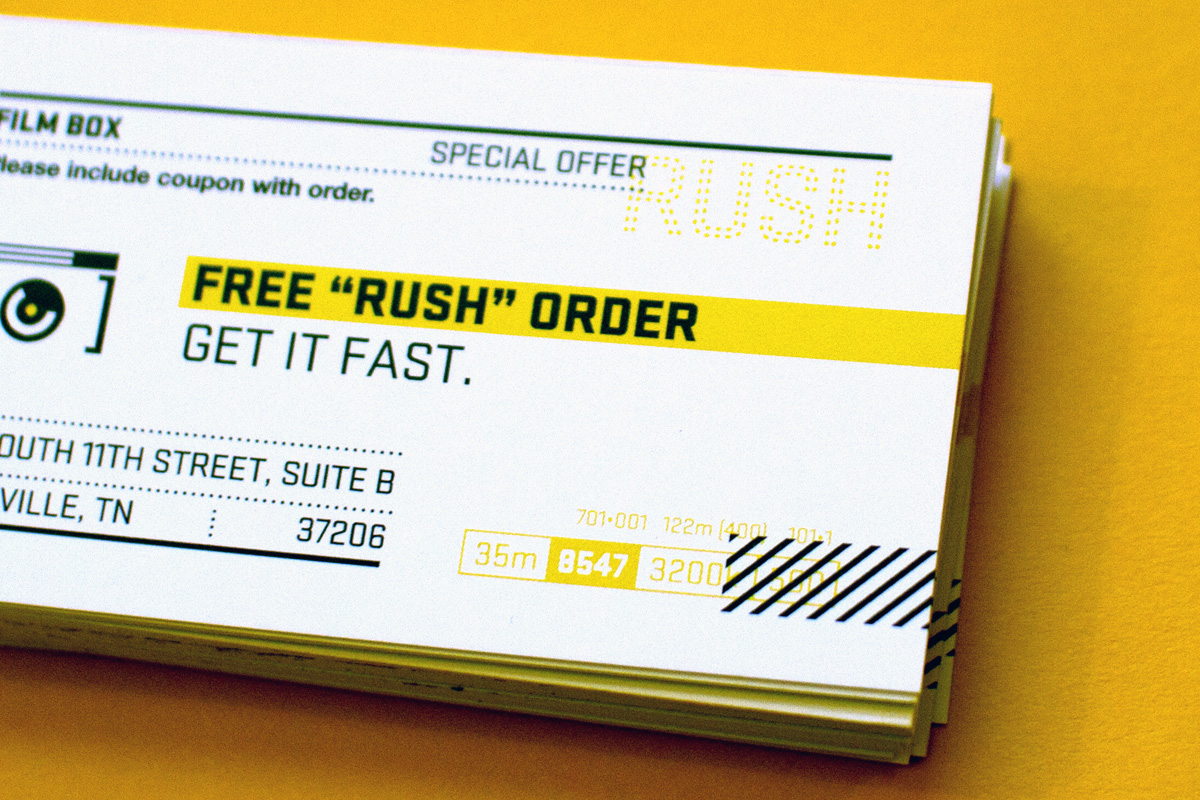 FILM BOX
SPECIAL OFFER
lease include coupon with order.
RUSH
FREE “RUSH” ORDER
GET IT FAST.
OUTH 11TH STREET, SUITE B
VILLE, TN 37206
701•001 122m (400) 101•1
35m 8547 3200